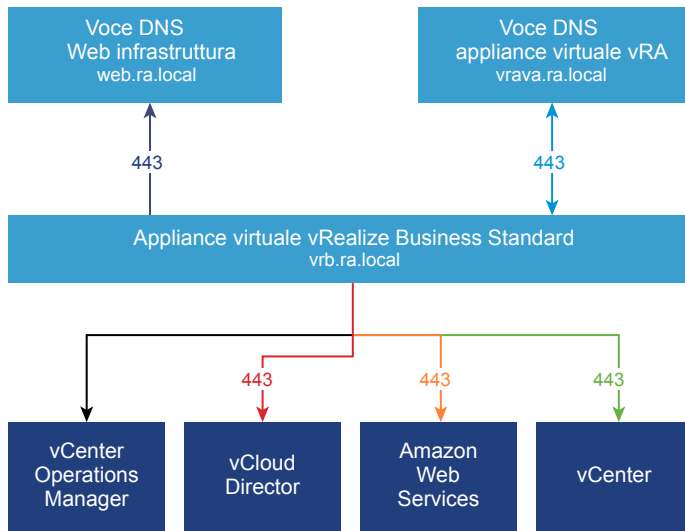 Voce DNS
Web infrastruttura
web.ra.local
Voce DNS
appliance virtuale vRA
vrava.ra.local
443
443
Appliance virtuale vRealize Business Standard
vrb.ra.local
443
443
443
vCenter
Operations
Manager
vCloud
Director
Amazon
Web
Services
vCenter